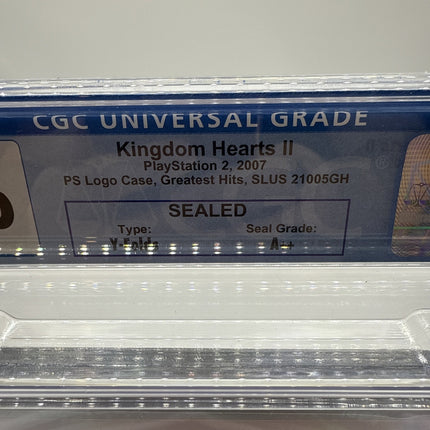 CGC UNIVERSAL GRADE
Kingdom Hearts II
PlayStation 2, 2007
PS Logo Case, Greatest Hits, SLUS 21005GH
SEALED
Type: Seal Grade:
Y-Folds A++